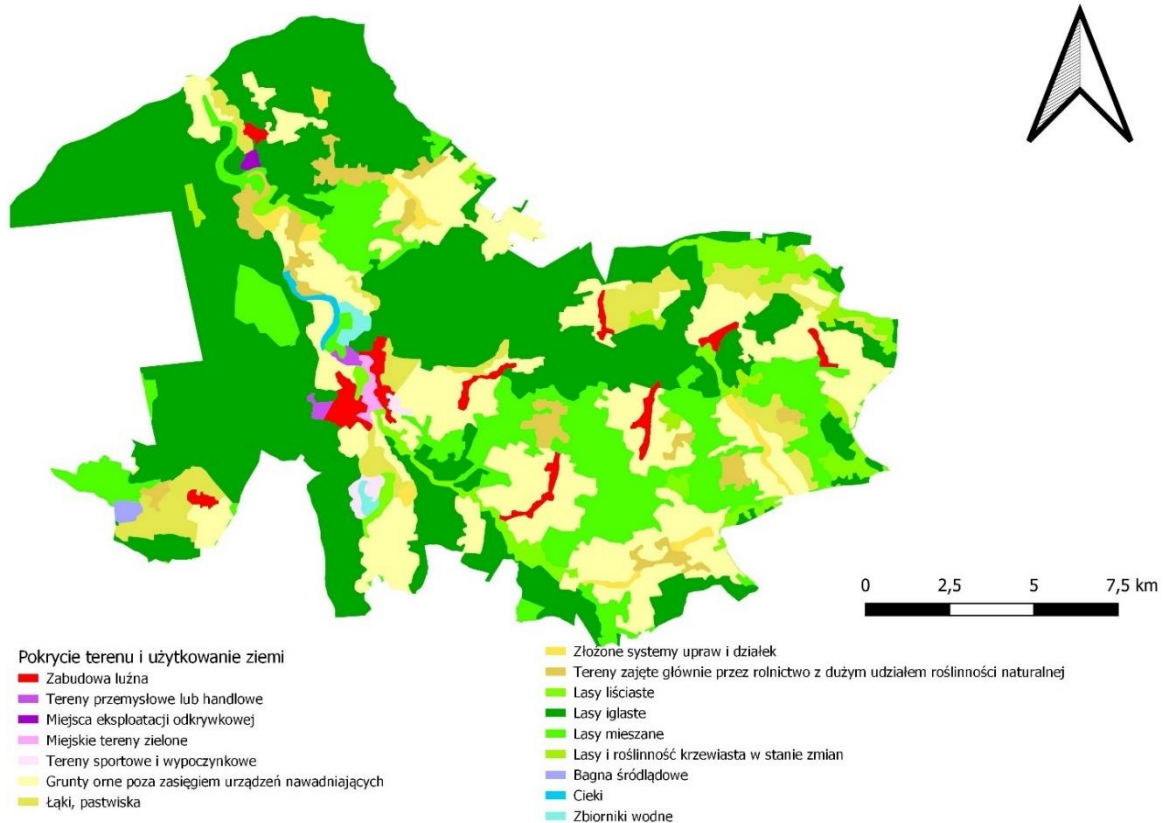 0 2,5 5 7,5 km
Pokrycie terenu i użytkowanie ziemi
Zabudowa luźna
Tereny przemysłowe lub handlowe
Miejsca eksploatacji odkrywkowej
Miejskie tereny zielone
Tereny sportowe i wypoczynkowe
Grunty orne poza zasięgiem urządzeń nawadniających
Łąki, pastwiska
Złożone systemy upraw i działek
Tereny zajęte głównie przez rolnictwo z dużym udziałem roślinności naturalnej
Lasy liściaste
Lasy iglaste
Lasy mieszane
Lasy i roślinność krzewiasta w stanie zmian
Bagna śródlądowe
Cieki
Zbiorniki wodne